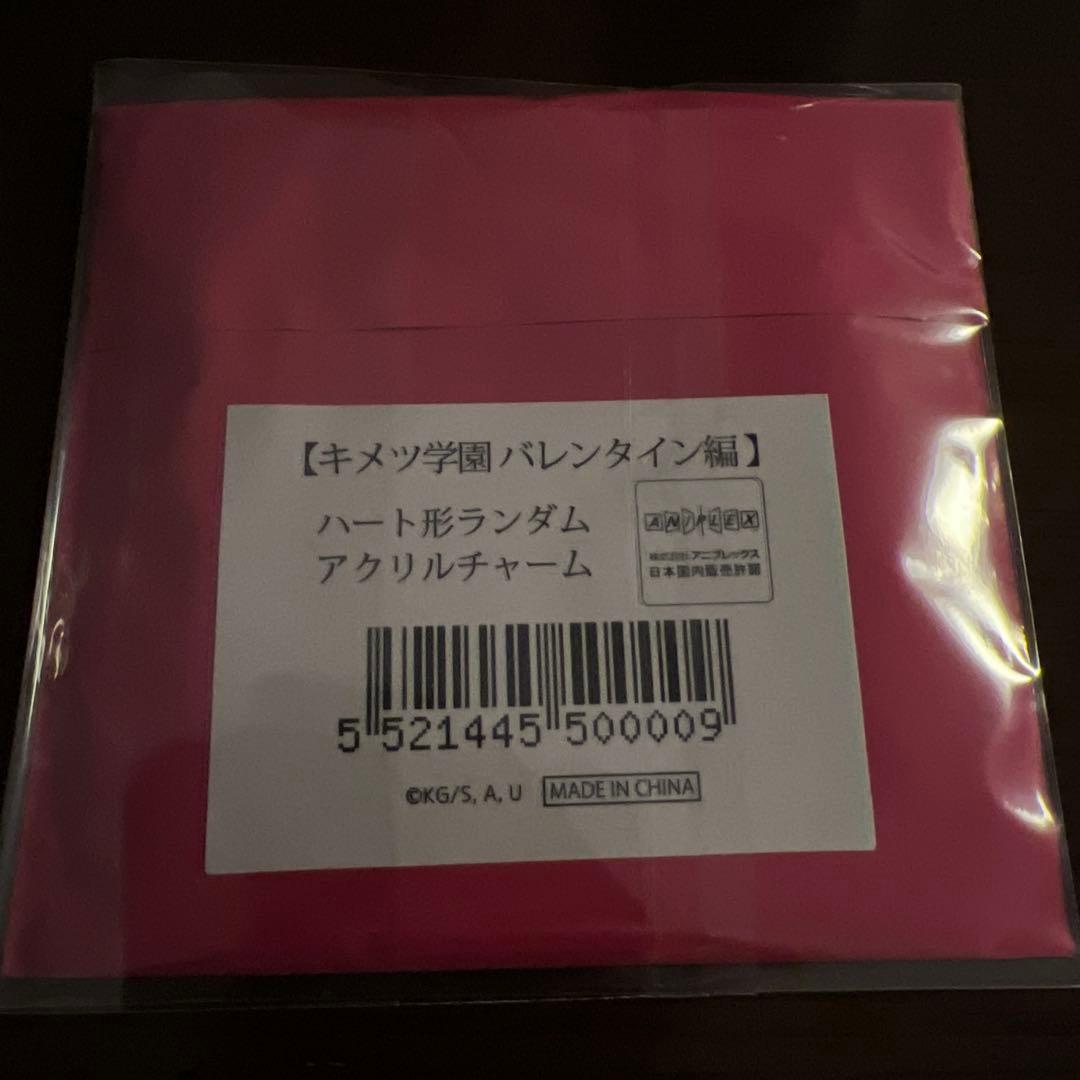 【キメツ学園 バレンタイン編】
ハート形ランダム
アクリルチャーム
ANIPLEX
株式会社アニプレックス
日本国内販売許諾
5 521445 500009
©KG/S, A, U MADE IN CHINA